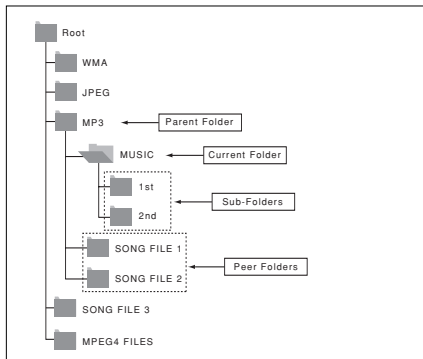 Root
WMA
JPEG
MP3
Parent Folder
MUSIC
Current Folder
1st
Sub-Folders
2nd
SONG FILE 1
Peer Folders
SONG FILE 2
SONG FILE 3
MPEG4 FILES